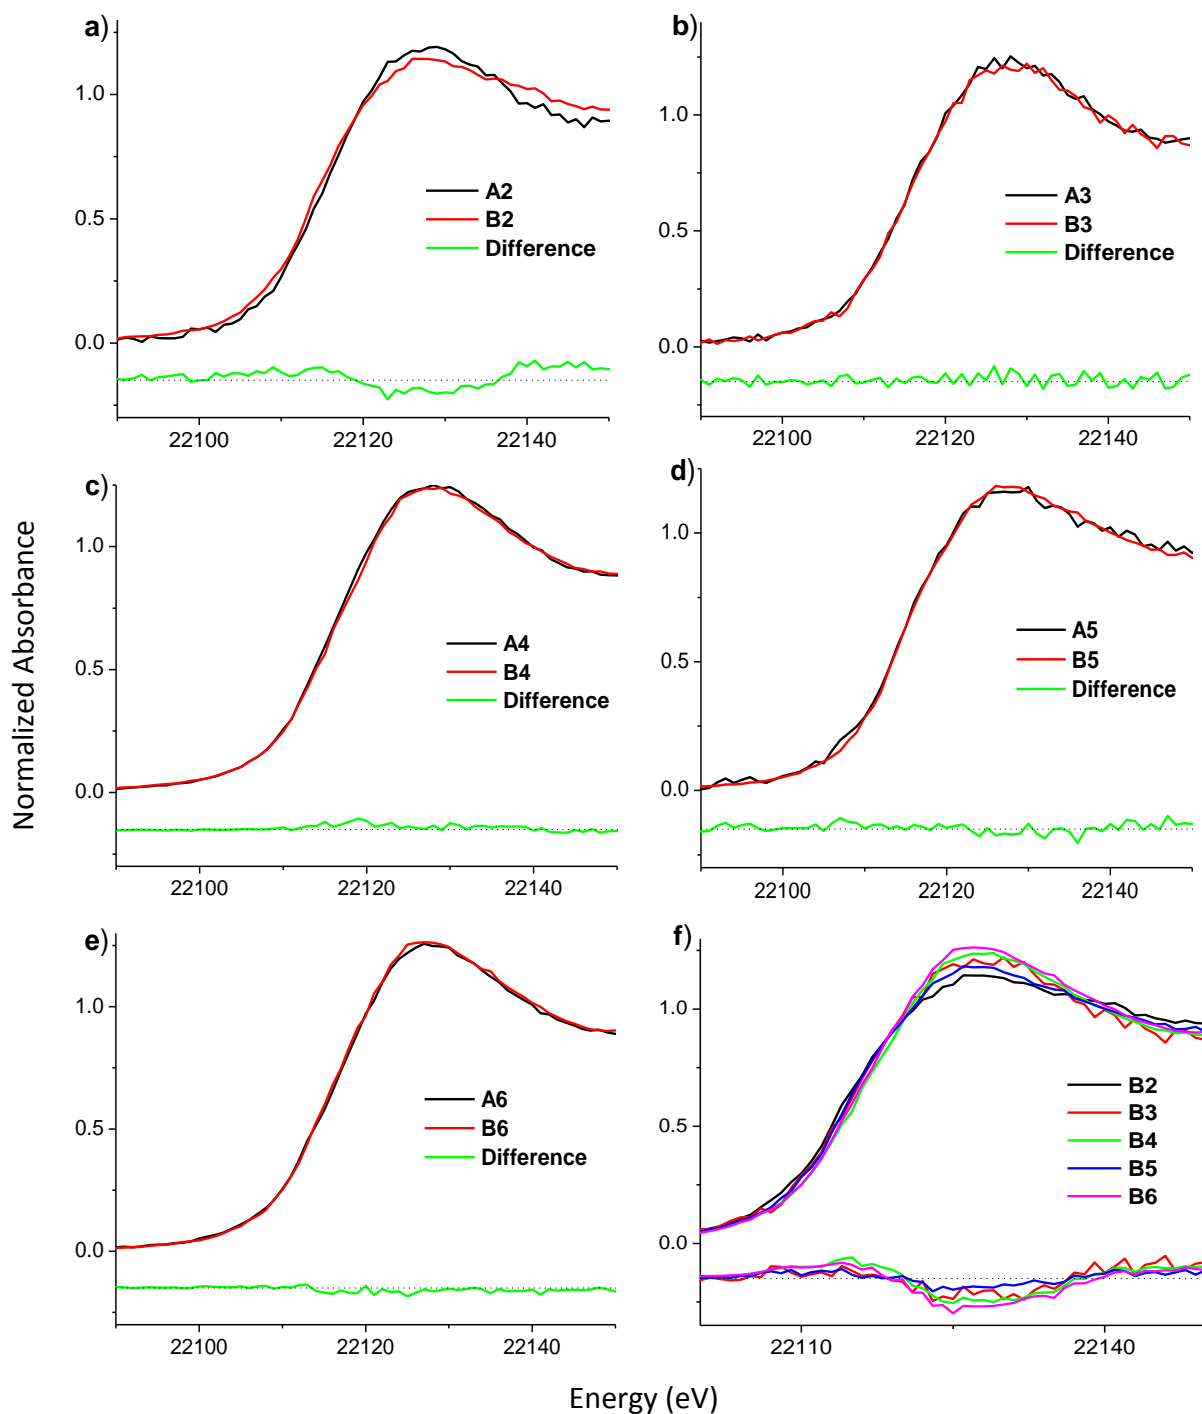 a)
1.0
0.5
0.0
A2
B2
Difference
22100
22120
22140
b)
1.0
0.5
0.0
A3
B3
Difference
22100
22120
22140
c)
1.0
0.5
0.0
A4
B4
Difference
22100
22120
22140
d)
1.0
0.5
0.0
A5
B5
Difference
22100
22120
22140
e)
1.0
0.5
0.0
A6
B6
Difference
22100
22120
22140
f)
1.0
0.5
0.0
B2
B3
B4
B5
B6
22110
22140
Normalized Absorbance
Energy (eV)